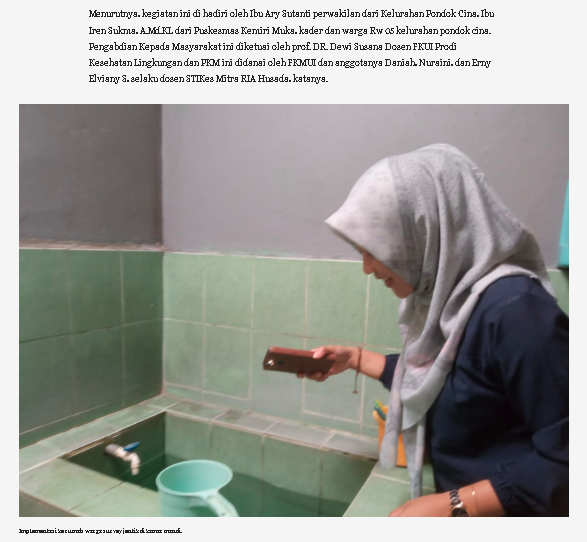 Menurutnya. kegiatan ini di hadiri oleh Ibu Ary Sutanti perwakilan dari Kelurahan Pondok Cina. Ibu
Iren Sukma. A.Md.KL dari Puskesmas Kemiri Muka. kader dan warga Rw 05 kelurahan pondok cina.
Pengabdian Kepada Masyarakat ini diketuai oleh prof. DR. Dewi Susana Dosen FKUI Prodi
Kesehatan Lingkungan dan PKM ini didanai oleh FKMUI dan anggotanya Daniah. Nuraini. dan Erny
Elviany S. selaku dosen STIKes Mitra RIA Husada. katanya.
Implementasi ke rumah warga survey jentik di kamar mandi.